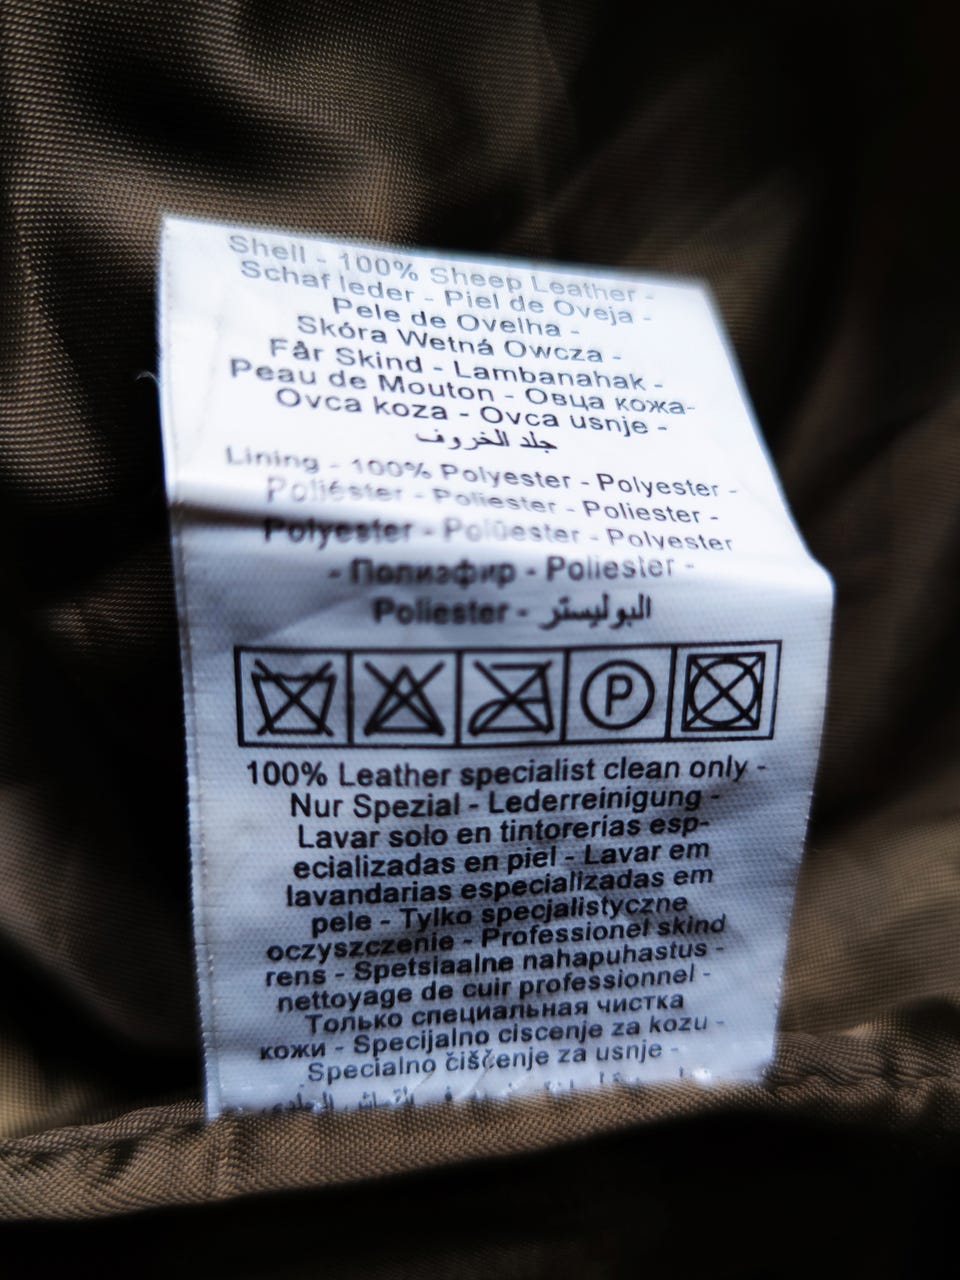 Shell - 100% Sheep Leather -
Schaf leder - Piel de Oveja -
Pele de Ovelha -
Skóra Wetná Owcza -
Får Skind - Lambanahak -
Peau de Mouton - Овца кожа-
Ovca koza - Ovca usnje -
جلد الخروف
Lining - 100% Polyester - Polyester -
Poliéster - Poliester - Poliester -
Polyester - Polüester - Polyester
- Полиэфир - Poliester -
Poliester - البوليستر
P
100% Leather specialist clean only -
Nur Spezial - Lederreinigung -
Lavar solo en tintorerías esp-
ecializadas en piel - Lavar em
lavandarias especializadas em
pele - Tylko specjalistyczne
oczyszczenie - Professionel skind
rens - Spetsiaalne nahapuhastus -
nettoyage de cuir professionnel -
Только специальная чистка
кожи - Specijalno ciscenje za kozu -
Specialno čiščenje za usnje -